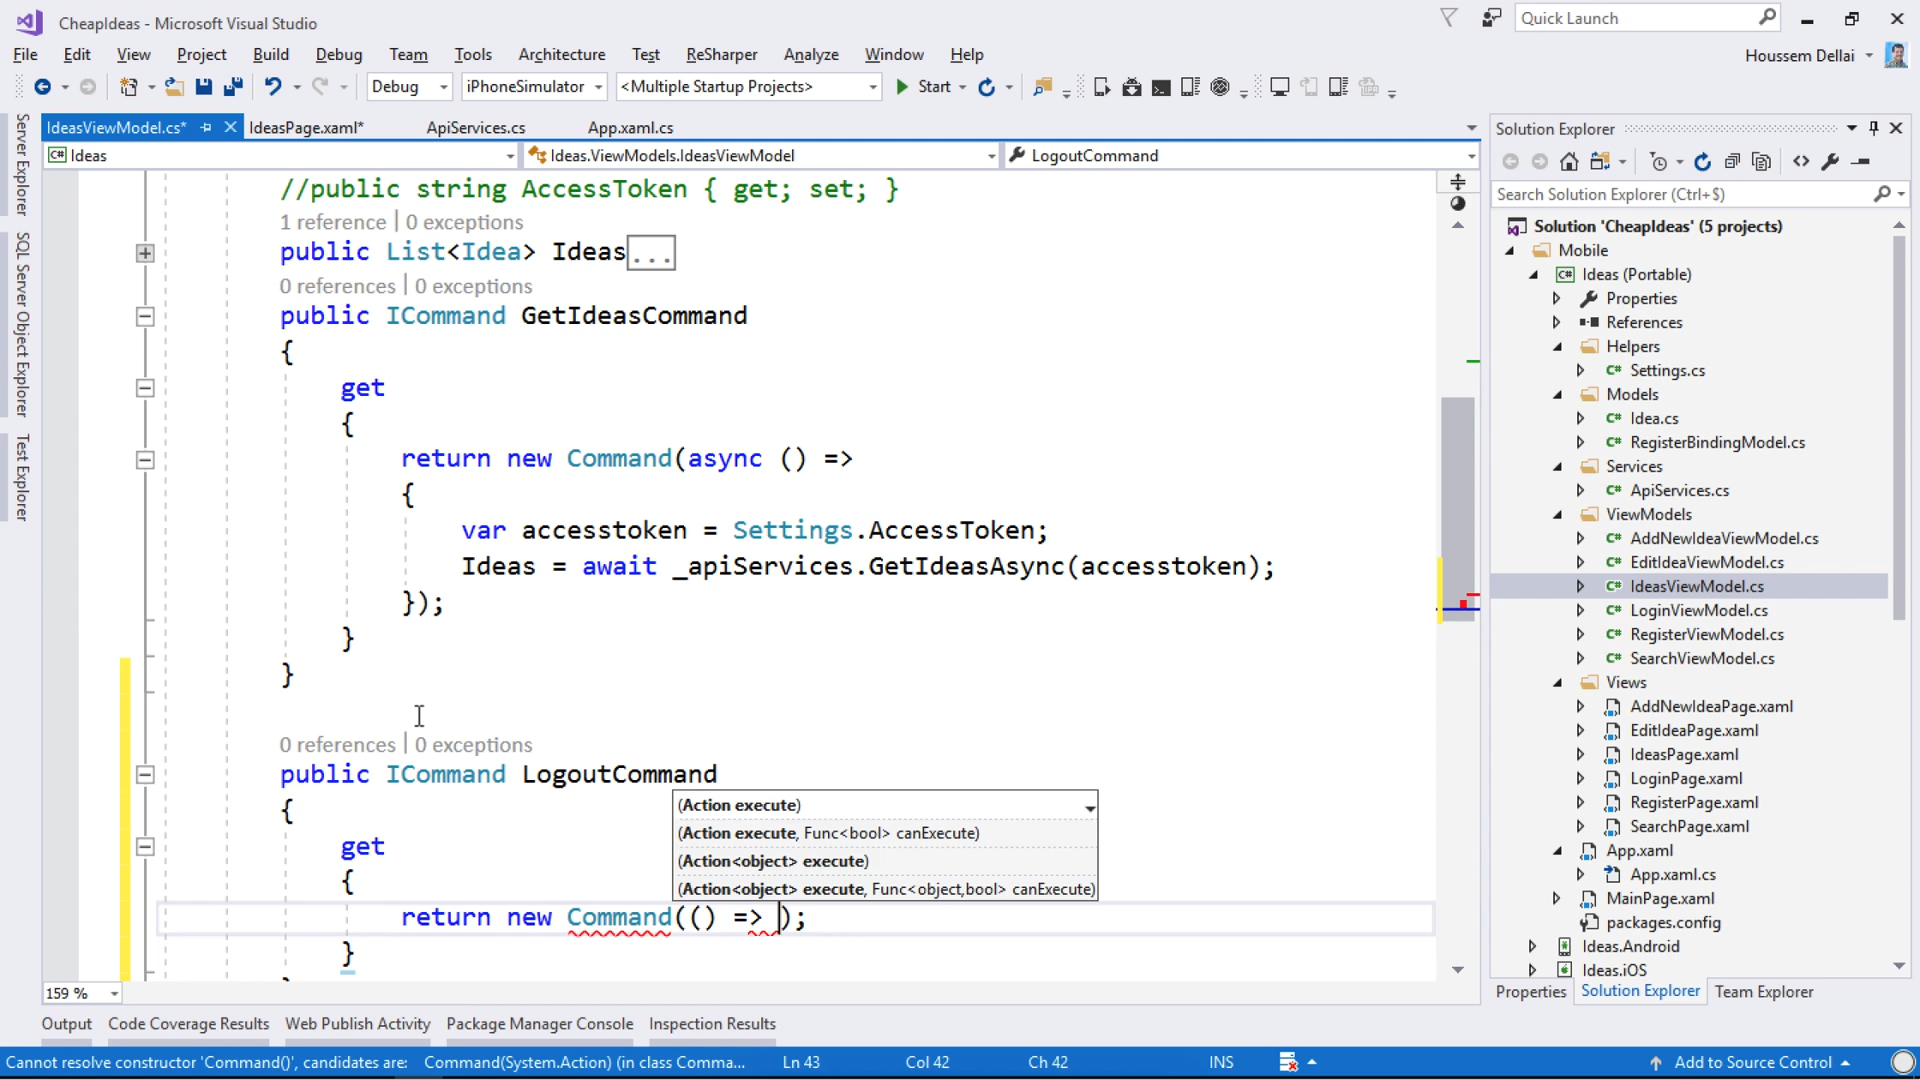 CheapIdeas - Microsoft Visual Studio
Quick Launch
File Edit View Project Build Debug Team Tools Architecture Test ReSharper Analyze Window Help
Houssem Dellai
Debug iPhoneSimulator <Multiple Startup Projects> Start
IdeasViewModel.cs* IdeasPage.xaml* ApiServices.cs App.xaml.cs
Ideas Ideas.ViewModels.IdeasViewModel LogoutCommand
Server Explorer
SQL Server Object Explorer
Test Explorer
//public string AccessToken { get; set; }
1 reference | 0 exceptions
public List<Idea> Ideas...
0 references | 0 exceptions
public ICommand GetIdeasCommand
{
get
{
return new Command(async () =>
{
var accesstoken = Settings.AccessToken;
Ideas = await _apiServices.GetIdeasAsync(accesstoken);
});
}
}
0 references | 0 exceptions
public ICommand LogoutCommand
{
get
{
return new Command(() => );
}
(Action execute)
(Action execute, Func<bool> canExecute)
(Action<object> execute)
(Action<object> execute, Func<object,bool> canExecute)
159 %
Solution Explorer
Search Solution Explorer (Ctrl+$)
Solution 'CheapIdeas' (5 projects)
Mobile
C# Ideas (Portable)
Properties
References
Helpers
C# Settings.cs
Models
C# Idea.cs
C# RegisterBindingModel.cs
Services
C# ApiServices.cs
ViewModels
C# AddNewIdeaViewModel.cs
C# EditIdeaViewModel.cs
C# IdeasViewModel.cs
C# LoginViewModel.cs
C# RegisterViewModel.cs
C# SearchViewModel.cs
Views
AddNewIdeaPage.xaml
EditIdeaPage.xaml
IdeasPage.xaml
LoginPage.xaml
RegisterPage.xaml
SearchPage.xaml
App.xaml
App.xaml.cs
MainPage.xaml
packages.config
Ideas.Android
Ideas.iOS
Properties Solution Explorer Team Explorer
Output Code Coverage Results Web Publish Activity Package Manager Console Inspection Results
Cannot resolve constructor 'Command()', candidates are: Command(System.Action) (in class Comma... Ln 43 Col 42 Ch 42 INS Add to Source Control